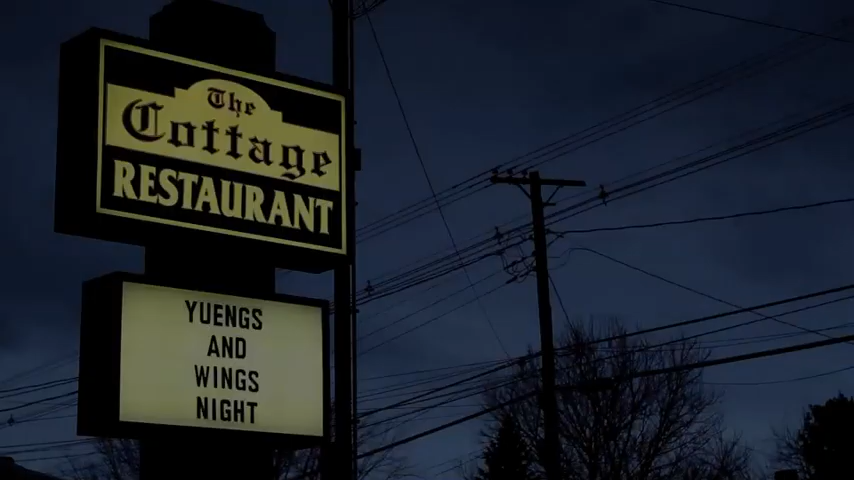 The
Cottage
RESTAURANT
YUENGS
AND
WINGS
NIGHT